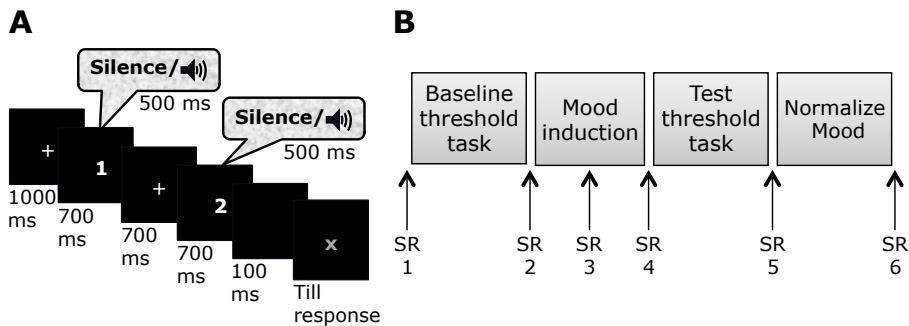 A
Silence/
500 ms
Silence/
500 ms
+
1
+
2
x
1000
ms
700
ms
700
ms
700
ms
100
ms
Till
response
B
Baseline
threshold
task
Mood
induction
Test
threshold
task
Normalize
Mood
SR
1
SR
2
SR
3
SR
4
SR
5
SR
6